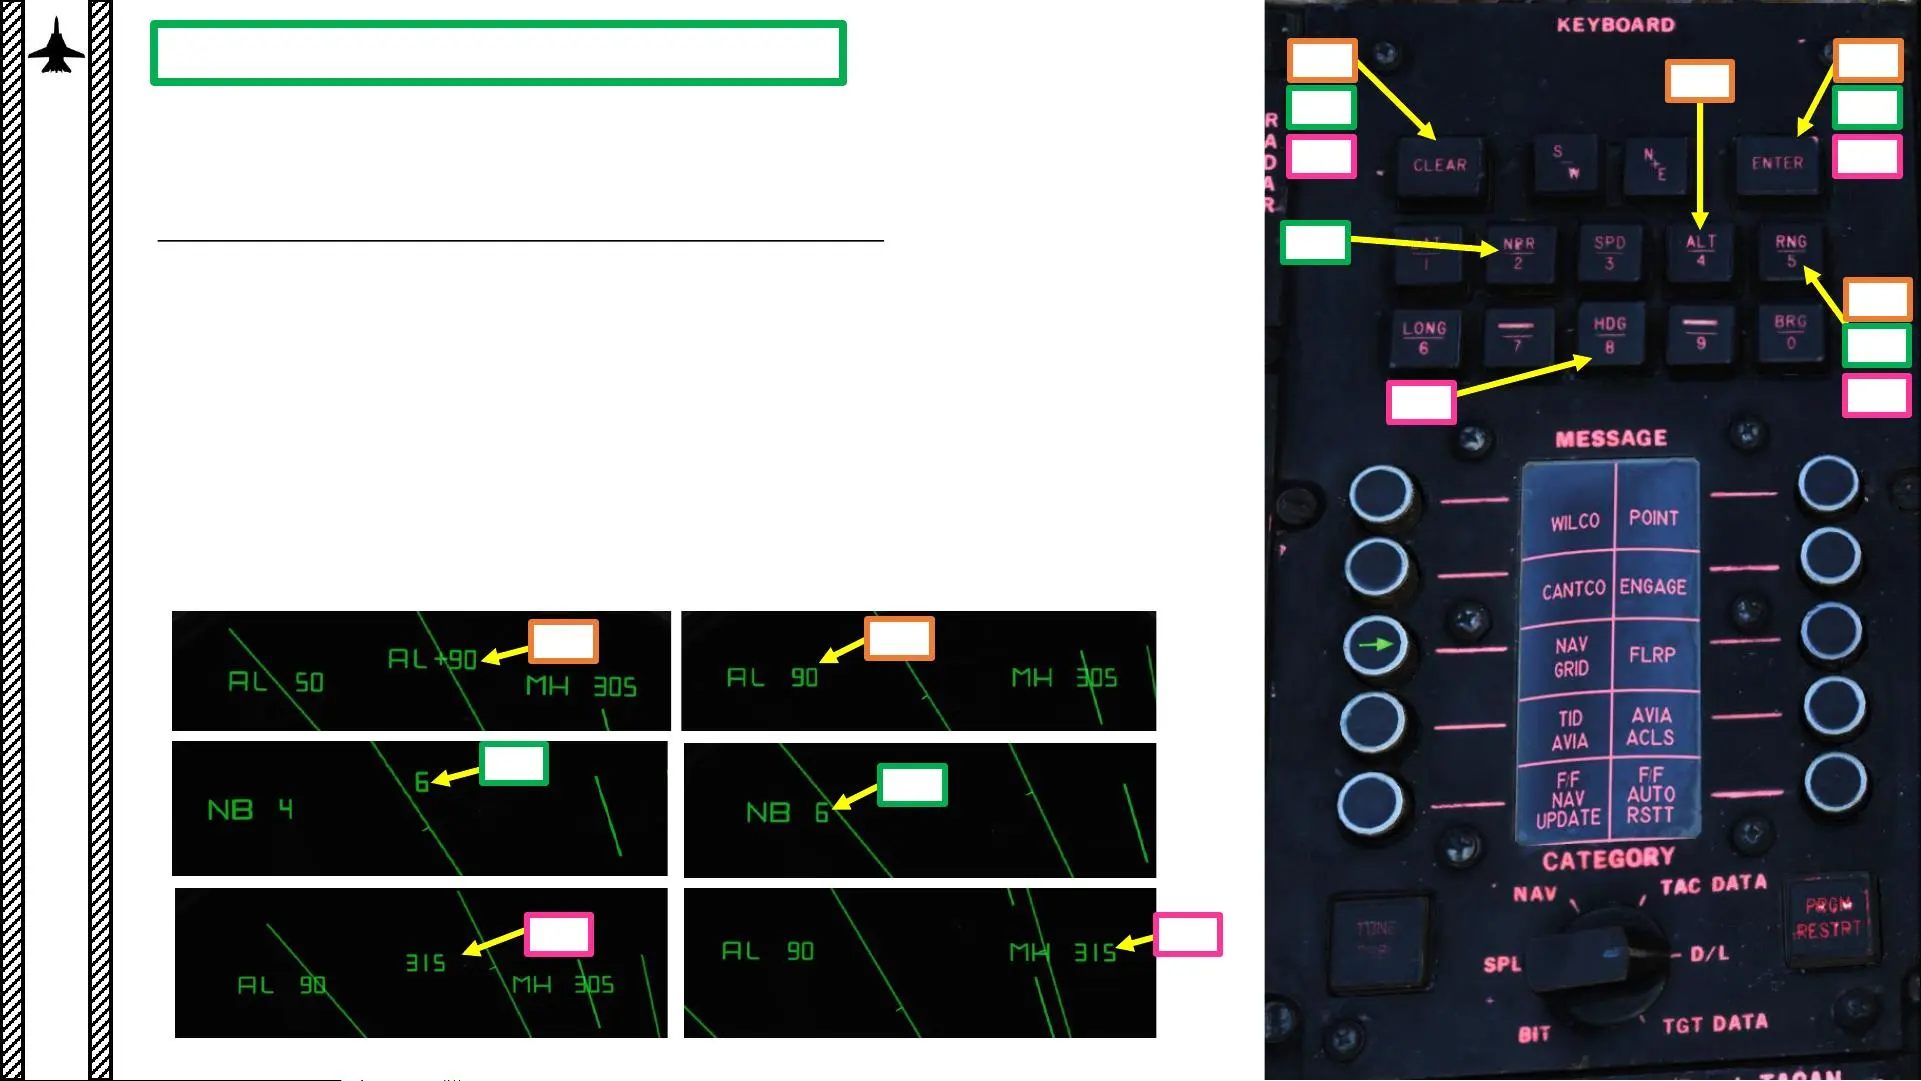 KEYBOARD
RADAR
CLEAR
S
W
N
+
E
ENTER
1
NBR
2
SPD
3
ALT
4
RNG
5
LONG
6
7
HDG
8
9
BRG
0
MESSAGE
WILCO
POINT
CANTCO
ENGAGE
NAV
GRID
FLRP
TID
AVIA
AVIA
ACLS
F/F
NAV
UPDATE
F/F
AUTO
RSTT
CATEGORY
NAV
TAC DATA
PRGM
RESTRT
SPL
D/L
BIT
TGT DATA
TACAN
AL 50
AL +90
MH 305
AL 90
MH 305
NB 4
6
NB 6
AL 90
315
MH 305
AL 90
MH 315